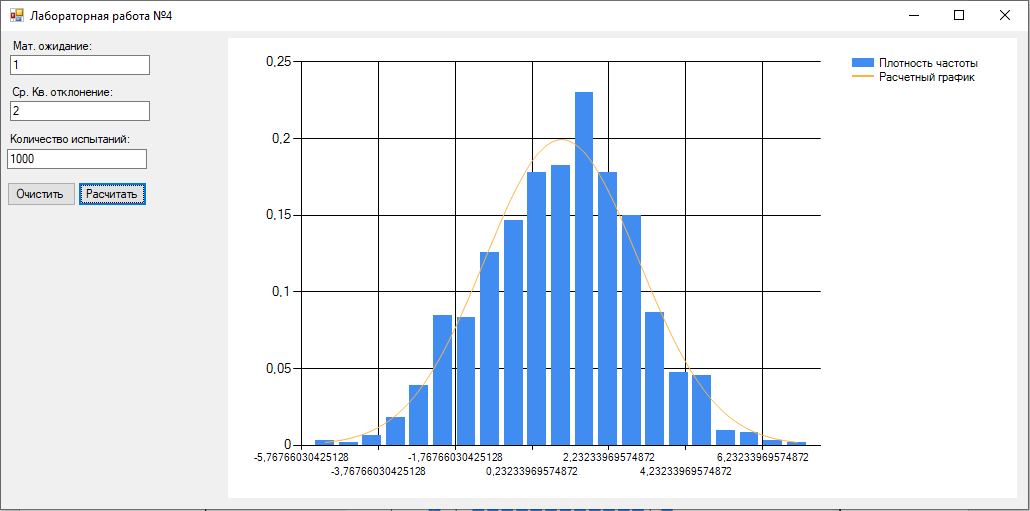 Лабораторная работа №4
Мат. ожидание:
1
Ср. Кв. отклонение:
2
Количество испытаний:
1000
Очистить
Расчитать
0,25
0,2
0,15
0,1
0,05
0
-5,76766030425128
-3,76766030425128
-1,76766030425128
0,23233969574872
2,23233969574872
4,23233969574872
6,23233969574872
Плотность частоты
Расчетный график